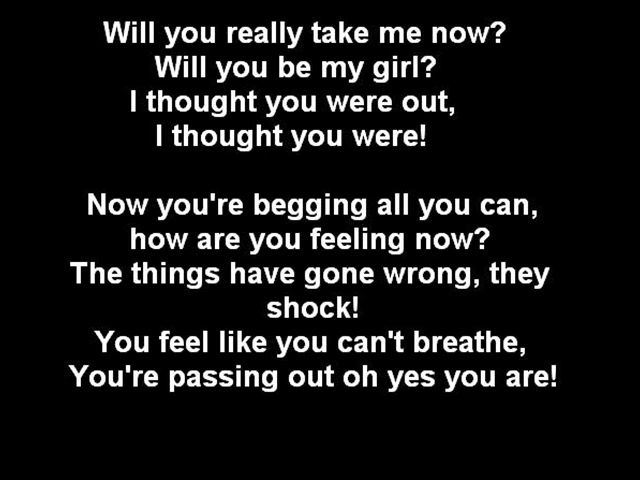 Will you really take me now?
Will you be my girl?
I thought you were out,
I thought you were!
Now you're begging all you can,
how are you feeling now?
The things have gone wrong, they
shock!
You feel like you can't breathe,
You're passing out oh yes you are!